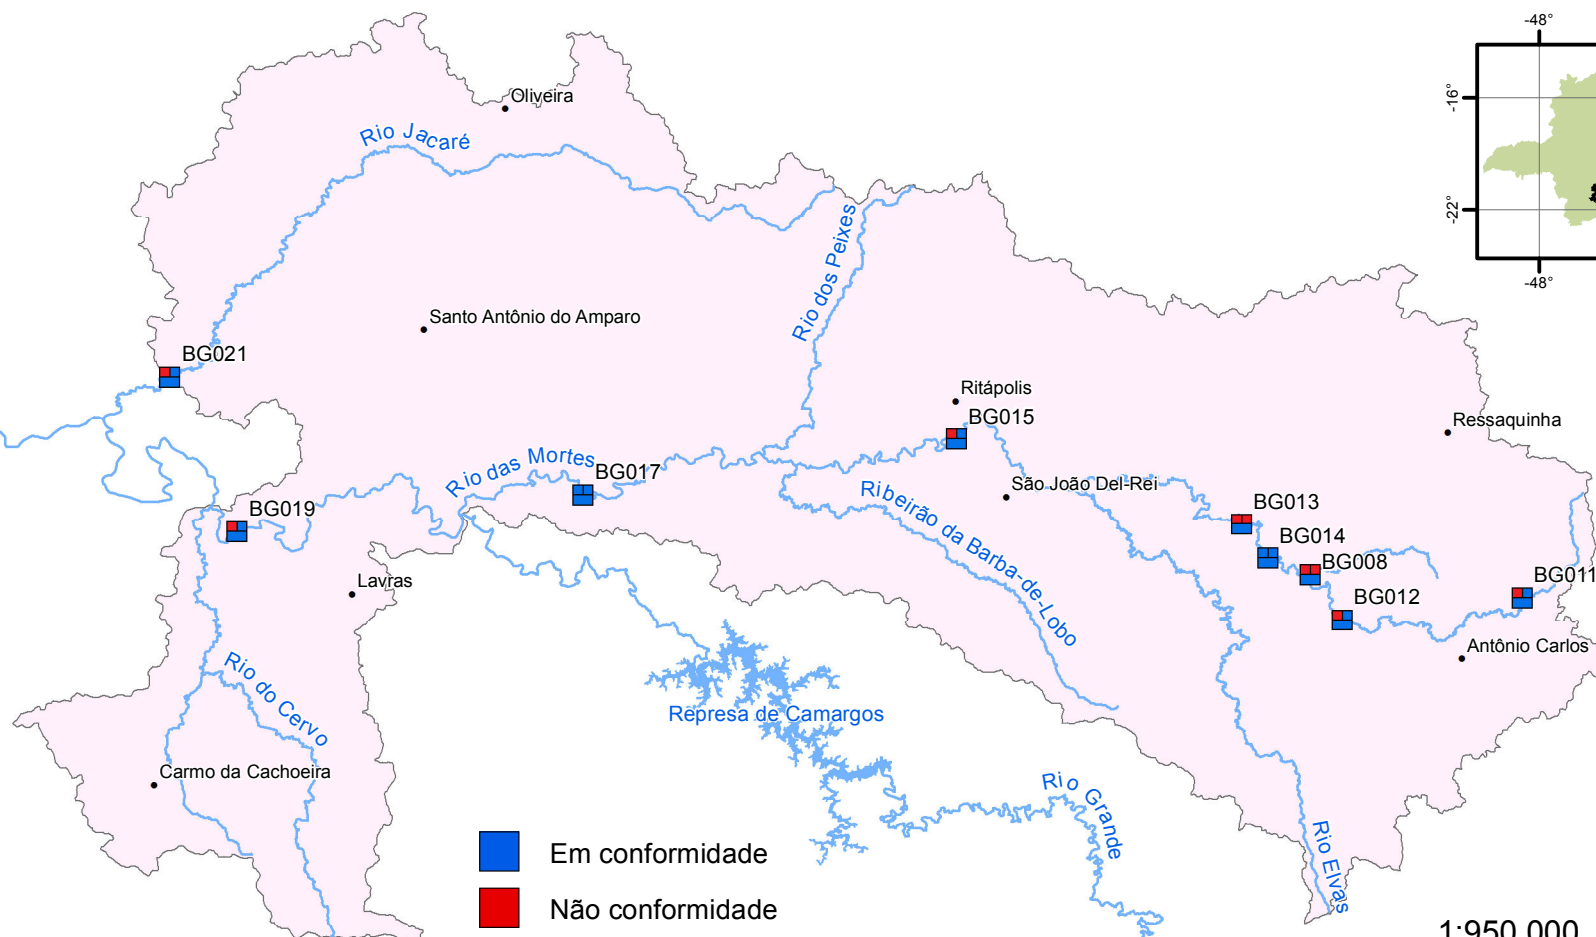 -48°
Oliveira
-16°
Rio Jacaré
-22°
Rio dos Peixes
-48°
Santo Antônio do Amparo
BG021
Ritápolis
BG015
Ressaquinha
Rio das Mortes
BG017
São João Del-Rei
Ribeirão da Barba-de-Lobo
BG019
BG013
BG014
BG008
BG011
Lavras
BG012
Antônio Carlos
Rio do Cervo
Represa de Camargos
Carmo da Cachoeira
Rio Grande
Rio Elvas
Em conformidade
Não conformidade
1:950.000